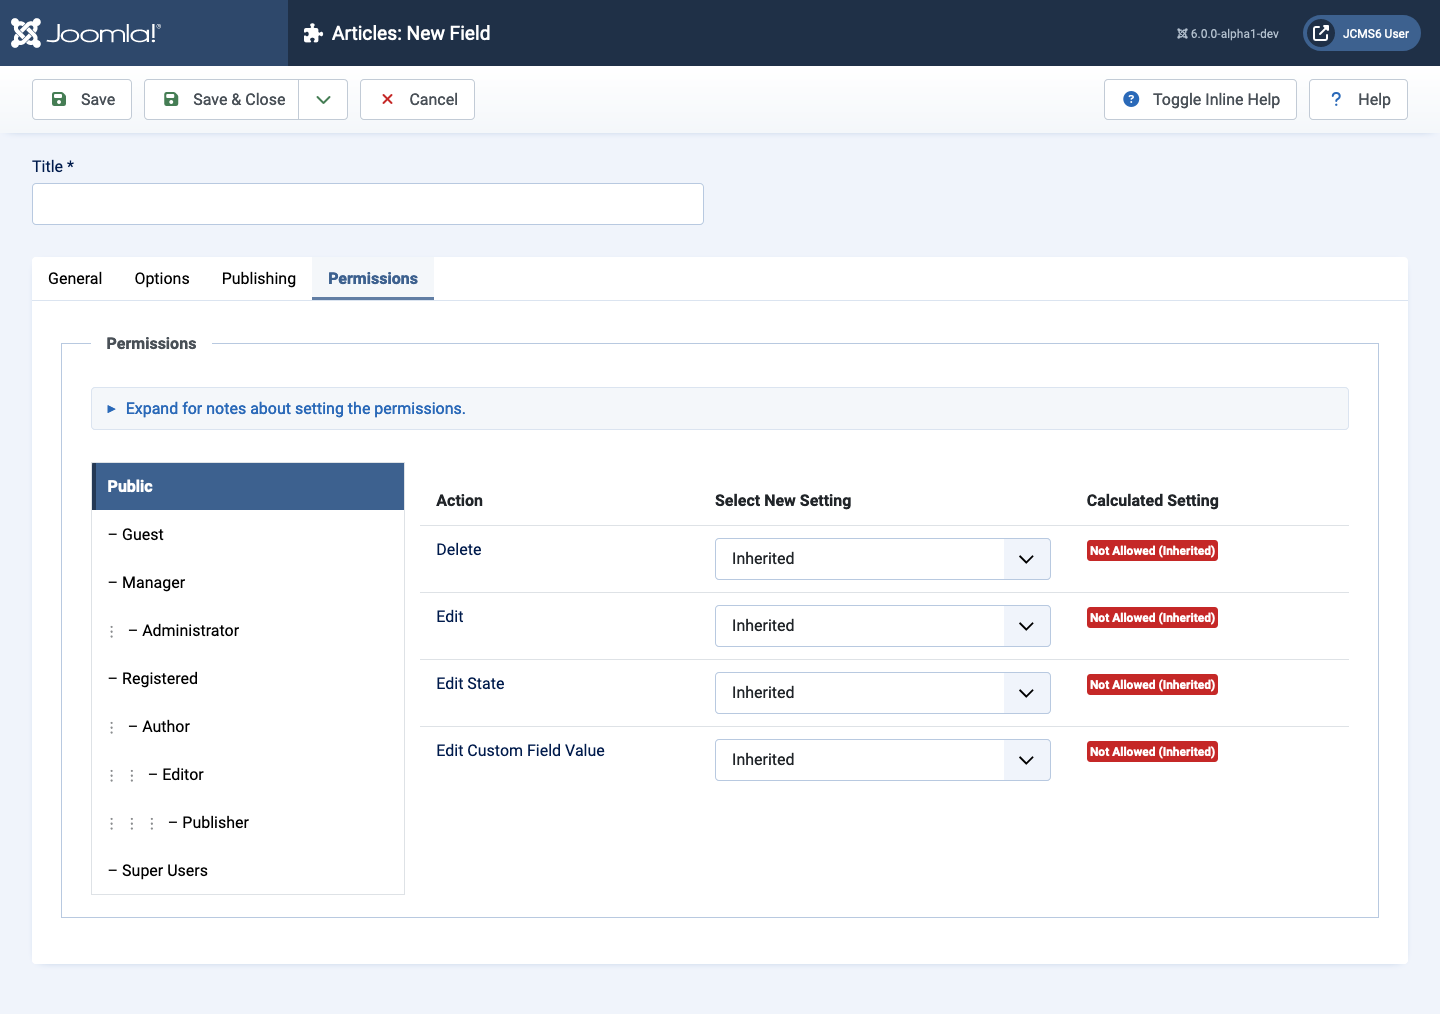 Joomla!®
Articles: New Field
6.0.0-alpha1-dev
JCMS6 User
Save
Save & Close
Cancel
Toggle Inline Help
Help
Title *
General
Options
Publishing
Permissions
Permissions
Expand for notes about setting the permissions.
Public
– Guest
– Manager
⋮ – Administrator
– Registered
⋮ – Author
⋮ ⋮ – Editor
⋮ ⋮ ⋮ – Publisher
– Super Users
Action Select New Setting Calculated Setting
Delete Inherited Not Allowed (Inherited)
Edit Inherited Not Allowed (Inherited)
Edit State Inherited Not Allowed (Inherited)
Edit Custom Field Value Inherited Not Allowed (Inherited)